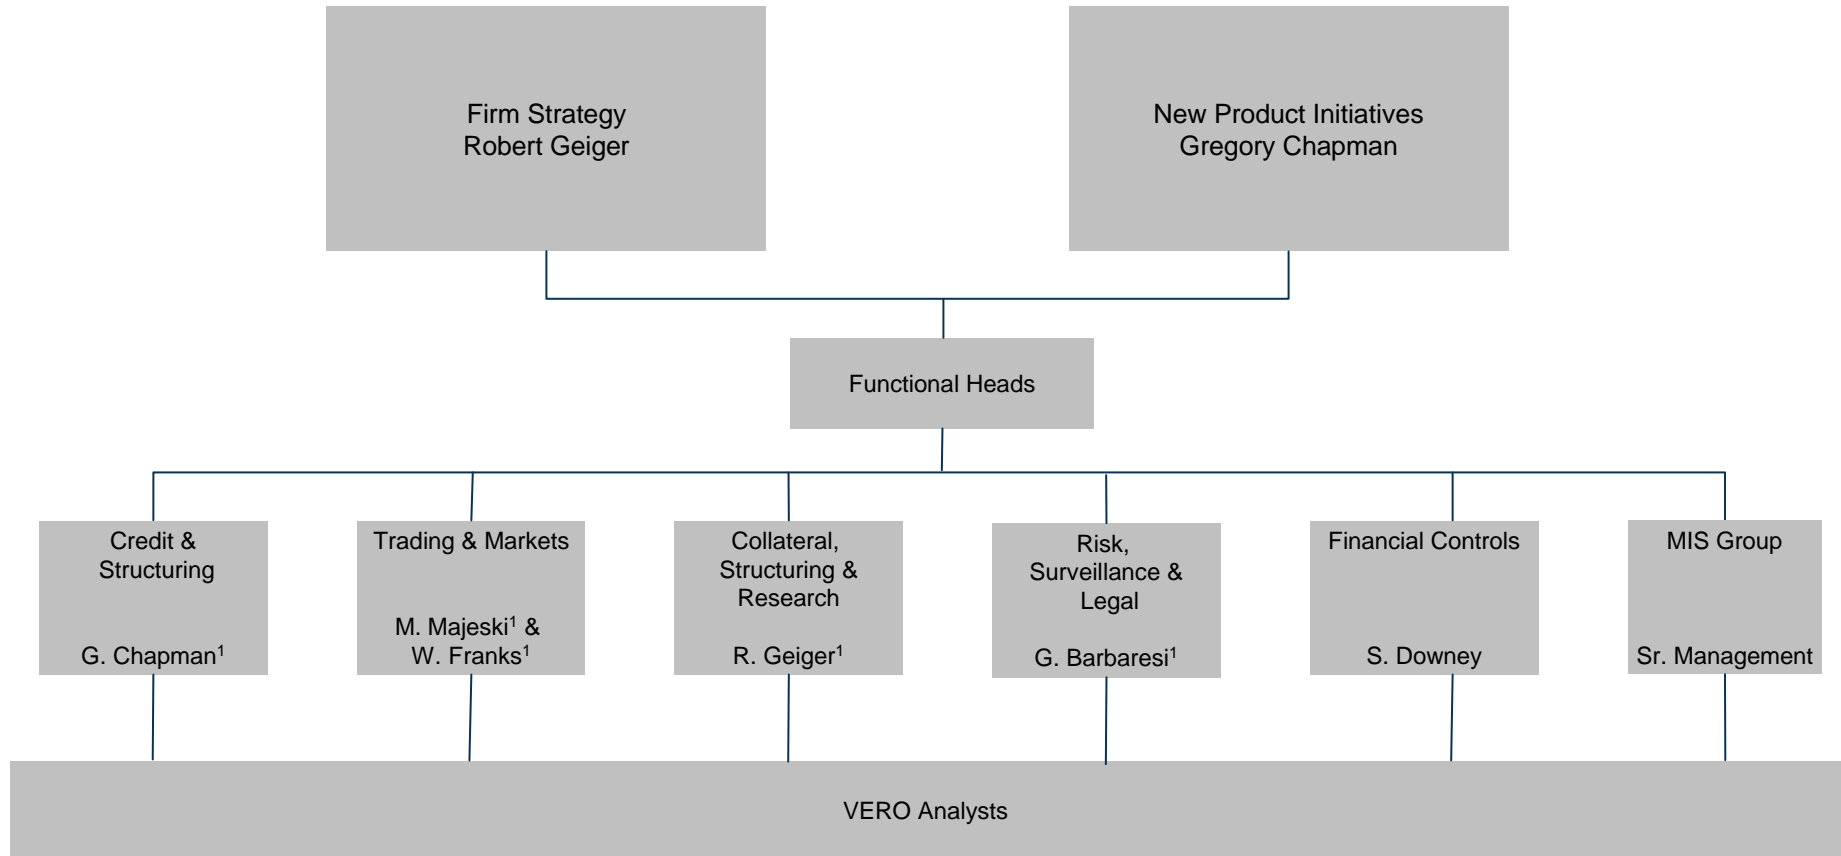 Firm Strategy
Robert Geiger
New Product Initiatives
Gregory Chapman
Functional Heads
Credit &
Structuring
G. Chapman¹
Trading & Markets
M. Majeski¹ &
W. Franks¹
Collateral,
Structuring &
Research
R. Geiger¹
Risk,
Surveillance &
Legal
G. Barbaresi¹
Financial Controls
S. Downey
MIS Group
Sr. Management
VERO Analysts